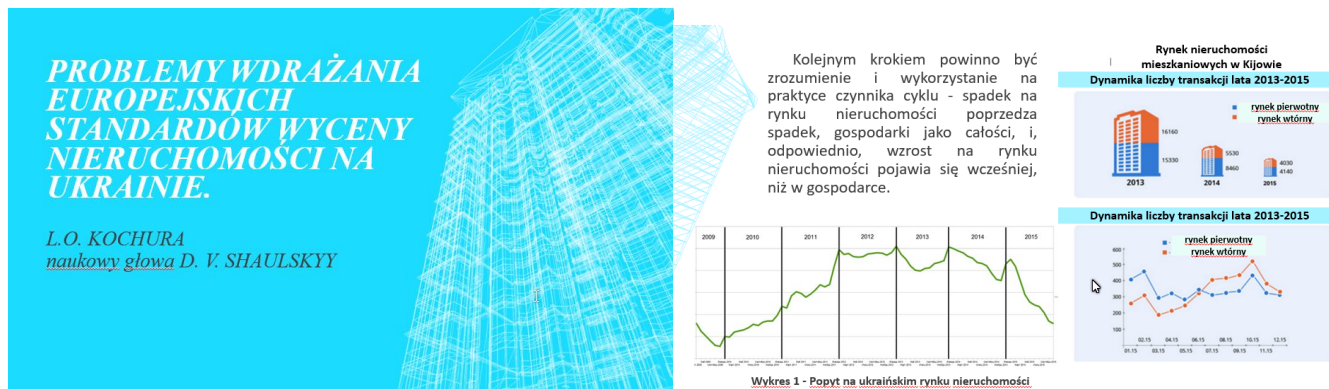 PROBLEMY WDRAŻANIA
EUROPEJSKICH
STANDARDÓW WYCENY
NIERUCHOMOŚCI NA
UKRAINIE.
L.O. KOCHURA
naukowy głowa D. V. SHAULSKYY
Kolejnym krokiem powinno być
zrozumienie i wykorzystanie na
praktyce czynnika cyklu - spadek na
rynku nieruchomości poprzedza
spadek, gospodarki jako całości, i,
odpowiednio, wzrost na rynku
nieruchomości pojawia się wcześniej,
niż w gospodarce.
2009 2010 2011 2012 2013 2014 2015
Wykres 1 - Popyt na ukraińskim rynku nieruchomości
Rynek nieruchomości
mieszkaniowych w Kijowie
Dynamika liczby transakcji lata 2013-2015
rynek pierwotny
rynek wtórny
16160
15330
2013
5530
8460
2014
4030
4140
2015
Dynamika liczby transakcji lata 2013-2015
rynek pierwotny
rynek wtórny
600
500
400
300
200
100
02.15 04.15 06.15 08.15 10.15 12.15
01.15 03.15 05.15 07.15 09.15 11.15